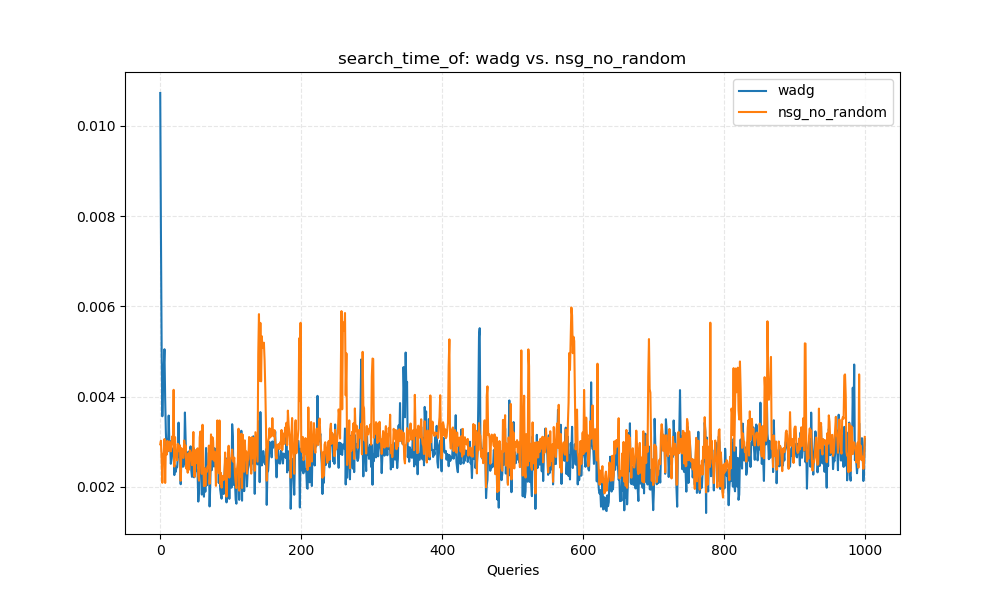 search_time_of: wadg vs. nsg_no_random
wadg
nsg_no_random
0.010
0.008
0.006
0.004
0.002
0 200 400 600 800 1000
Queries